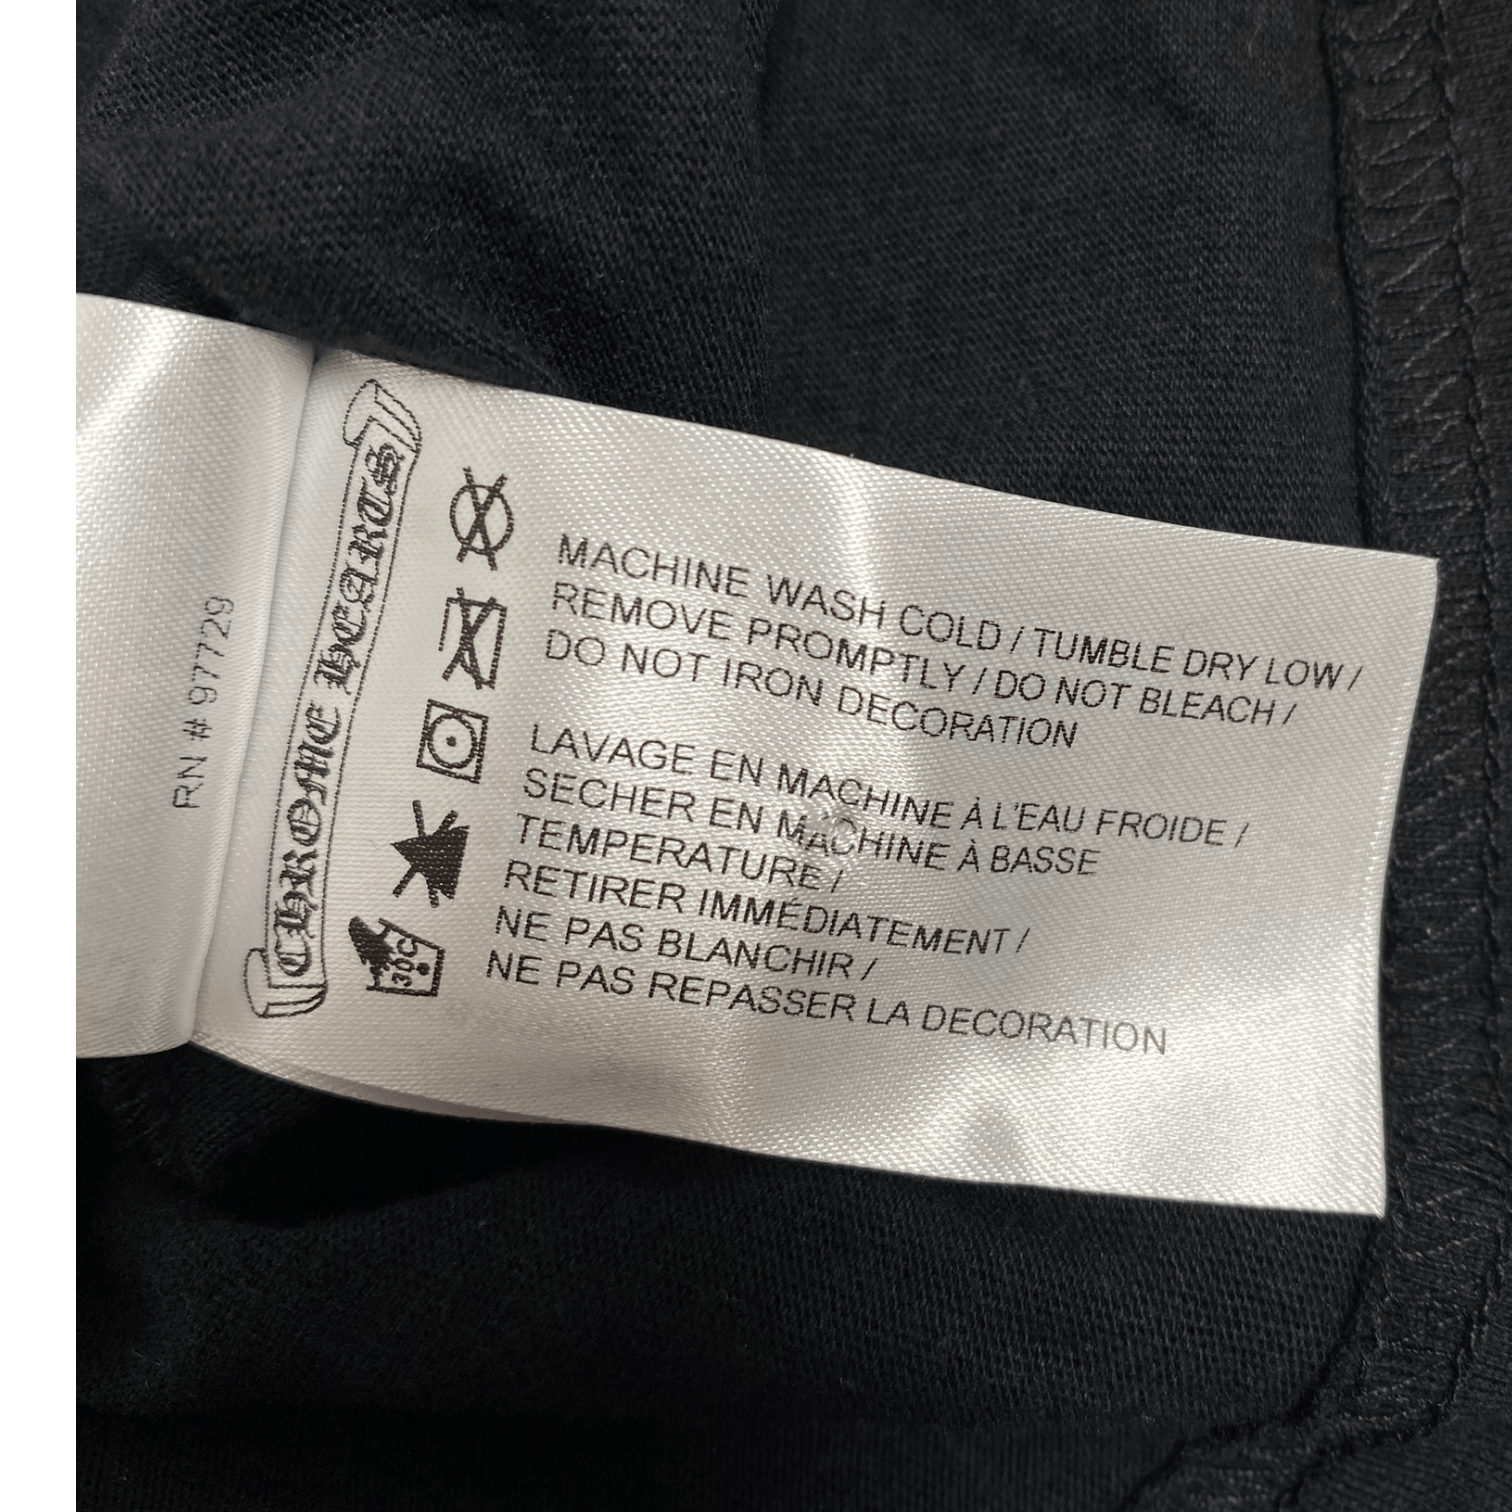 RN # 97729
CHROME HEARTS
MACHINE WASH COLD / TUMBLE DRY LOW /
REMOVE PROMPTLY / DO NOT BLEACH /
DO NOT IRON DECORATION
LAVAGE EN MACHINE À L'EAU FROIDE /
SECHER EN MACHINE À BASSE
TEMPERATURE /
RETIRER IMMÉDIATEMENT /
NE PAS BLANCHIR /
NE PAS REPASSER LA DECORATION
30C